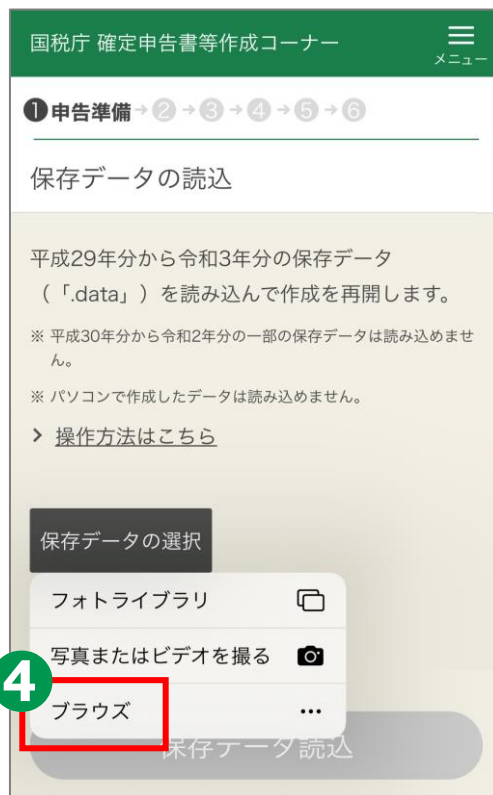 国税庁 確定申告書等作成コーナー
メニュー
❶申告準備→②→③→④→⑤→⑥
保存データの読込
平成29年分から令和3年分の保存データ
（「.data」）を読み込んで作成を再開します。
※ 平成30年分から令和2年分の一部の保存データは読み込めませ
ん。
※ パソコンで作成したデータは読み込めません。
> 操作方法はこちら
保存データの選択
フォトライブラリ
写真またはビデオを撮る
4
ブラウズ
保存データ読込